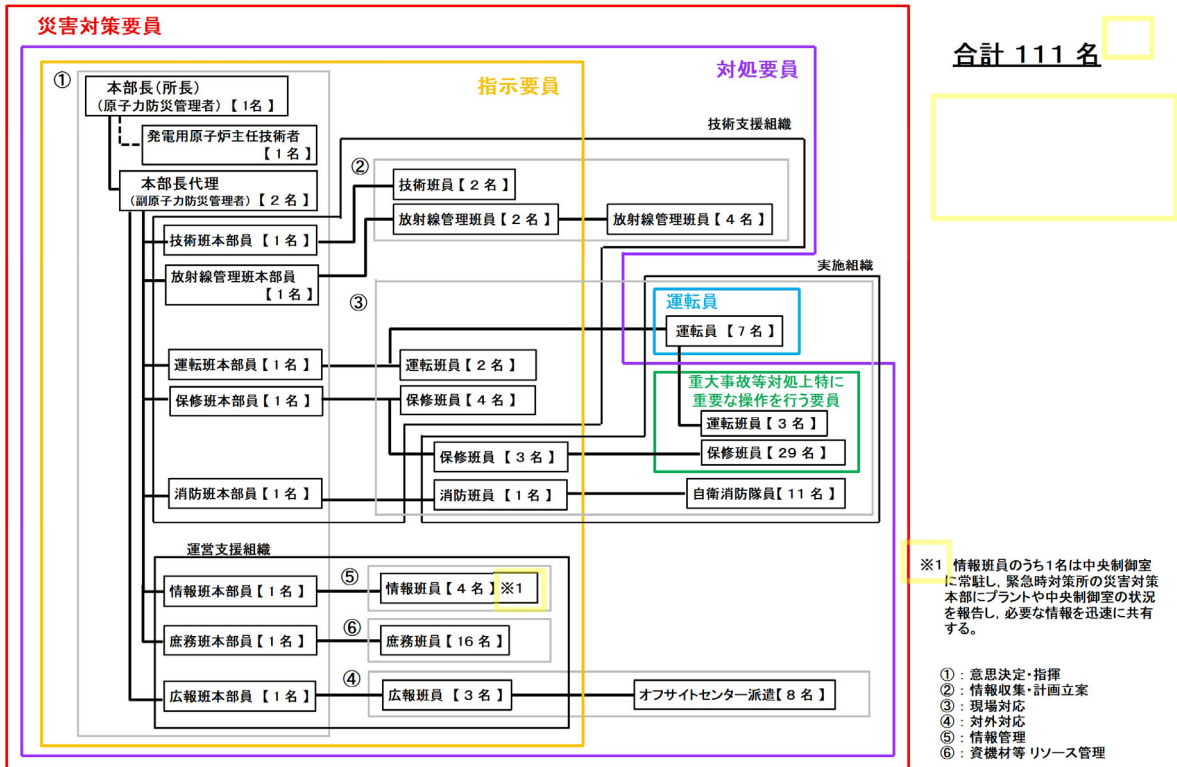 災害対策要員
合計 111 名
対処要員
指示要員
①
本部長(所長)
(原子力防災管理者)【 1名 】
発電用原子炉主任技術者
【 1 名 】
本部長代理
(副原子力防災管理者)【 2 名 】
技術支援組織
②
技術班員【 2 名 】
放射線管理班員【 2 名 】
放射線管理班員【 4 名 】
技術班本部員 【 1 名 】
放射線管理班本部員
【 1 名 】
実施組織
③
運転員
運転員 【 7 名 】
運転班本部員【 1 名 】
運転班員【 2 名 】
保修班本部員【 1 名 】
保修班員【 4 名 】
重大事故等対処上特に
重要な操作を行う要員
運転班員【 3 名 】
保修班員 【 3 名 】
保修班員【 29 名 】
消防班本部員【 1 名 】
消防班員【 1 名 】
自衛消防隊員【 11 名 】
運営支援組織
情報班本部員【 1 名 】
⑤
情報班員【 4 名 】※1
庶務班本部員【 1 名 】
⑥
庶務班員【 16 名 】
広報班本部員【 1 名 】
④
広報班員 【 3 名 】
オフサイトセンター派遣【 8 名 】
※1 情報班員のうち1名は中央制御室
に常駐し, 緊急時対策所の災害対策
本部にプラントや中央制御室の状況
を報告し, 必要な情報を迅速に共有
する。
① : 意思決定・指揮
② : 情報収集・計画立案
③ : 現場対応
④ : 対外対応
⑤ : 情報管理
⑥ : 資機材等 リソース管理